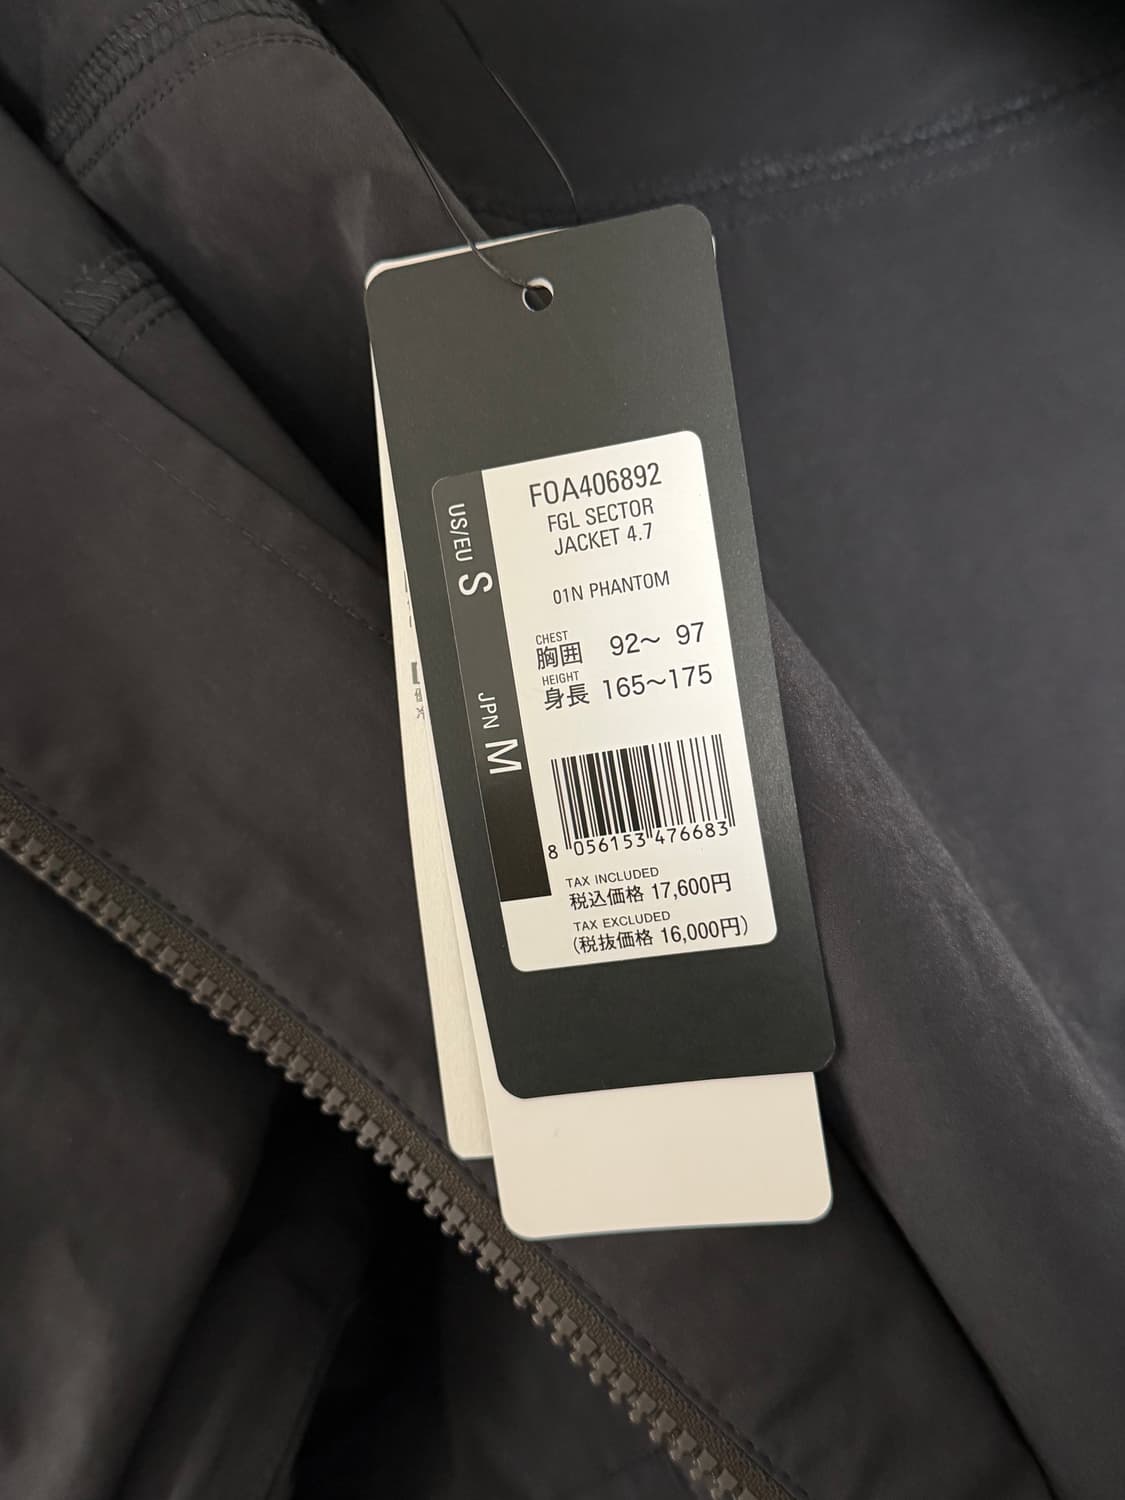 US/EU S
JPN M
FOA406892
FGL SECTOR
JACKET 4.7
01N PHANTOM
CHEST
胸囲 92～ 97
HEIGHT
身長 165～175
8 056153 476683
TAX INCLUDED
税込価格 17,600円
TAX EXCLUDED
(税抜価格 16,000円)